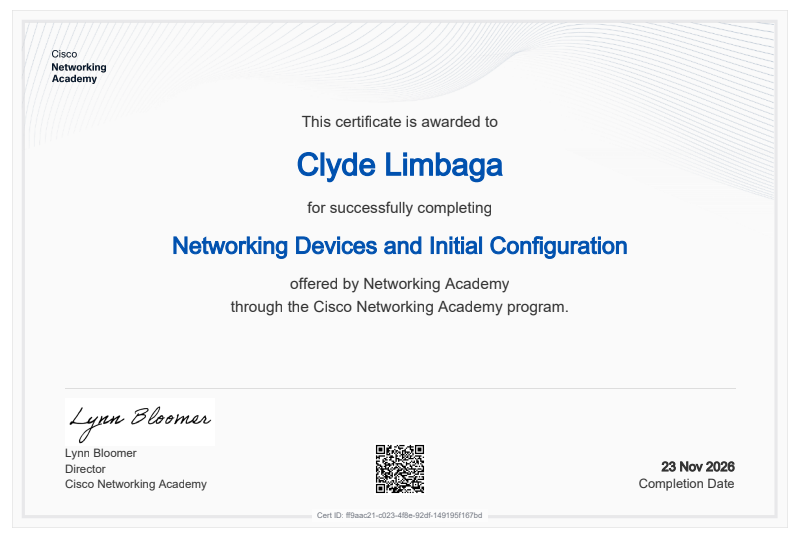 Cisco
Networking
Academy
This certificate is awarded to
Clyde Limbaga
for successfully completing
Networking Devices and Initial Configuration
offered by Networking Academy
through the Cisco Networking Academy program.
Lynn Bloomer
Lynn Bloomer
Director
Cisco Networking Academy
23 Nov 2026
Completion Date
Cert ID: ff9aac21-c023-4f8e-92df-149195f167bd